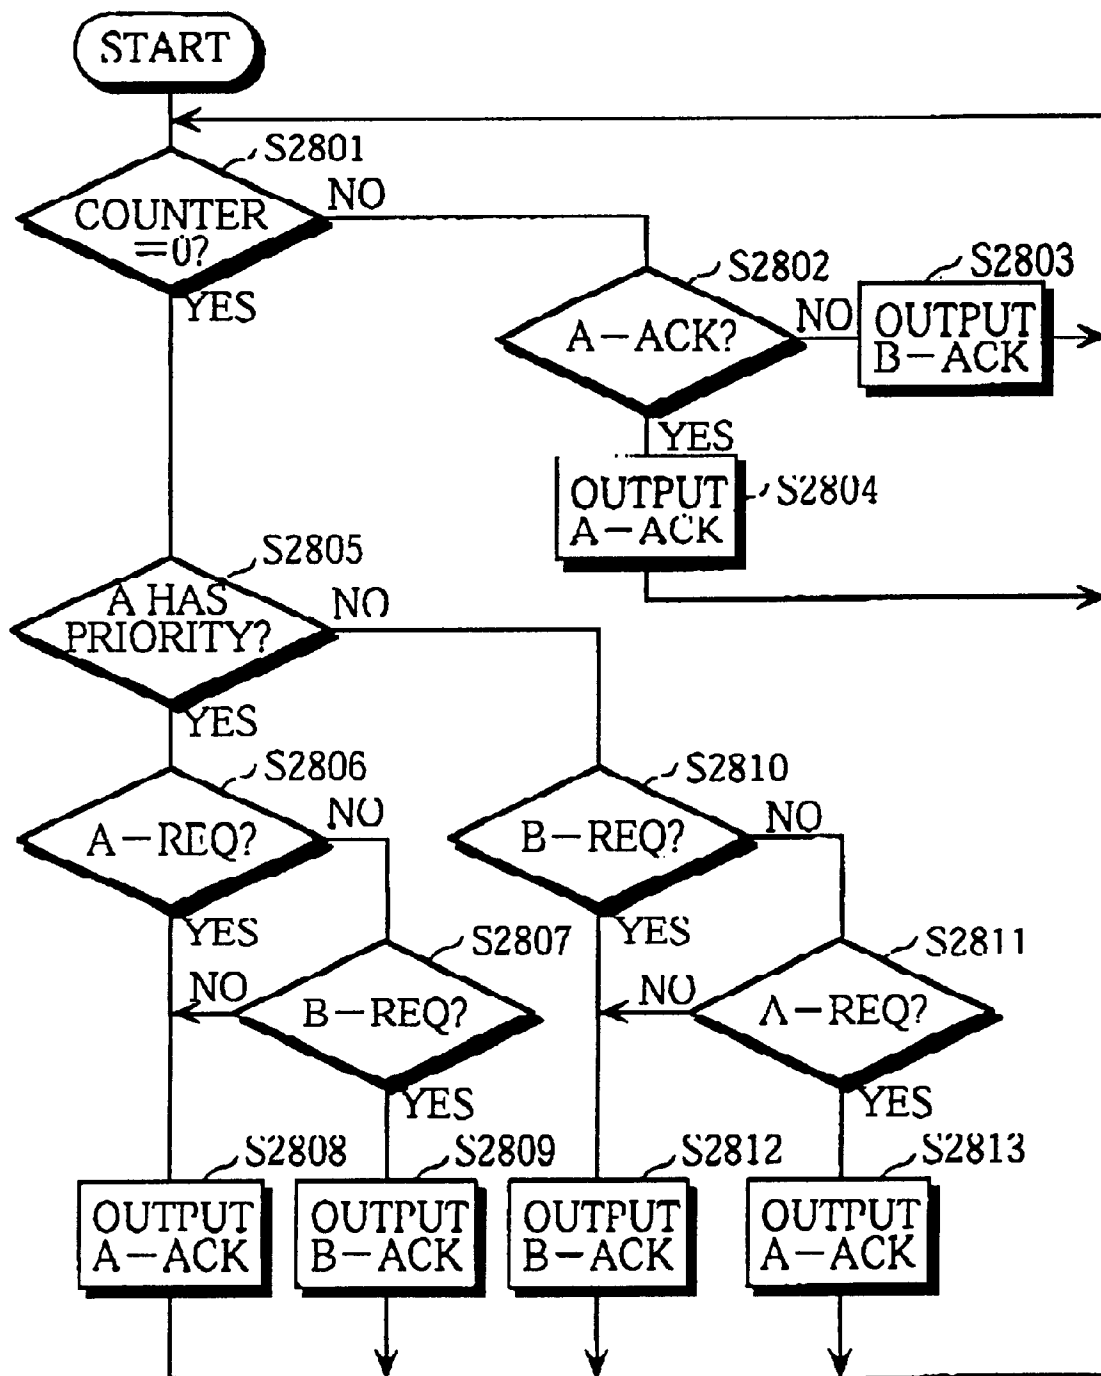 START
S2801
COUNTER
=0?
NO
YES
S2802
A-ACK?
NO
S2803
OUTPUT
B-ACK
YES
OUTPUT
A-ACK
S2804
S2805
A HAS
PRIORITY?
NO
YES
S2806
A-REQ?
NO
YES
S2810
B-REQ?
NO
YES
S2807
B-REQ?
NO
YES
S2811
A-REQ?
NO
YES
S2808
OUTPUT
A-ACK
S2809
OUTPUT
B-ACK
S2812
OUTPUT
B-ACK
S2813
OUTPUT
A-ACK